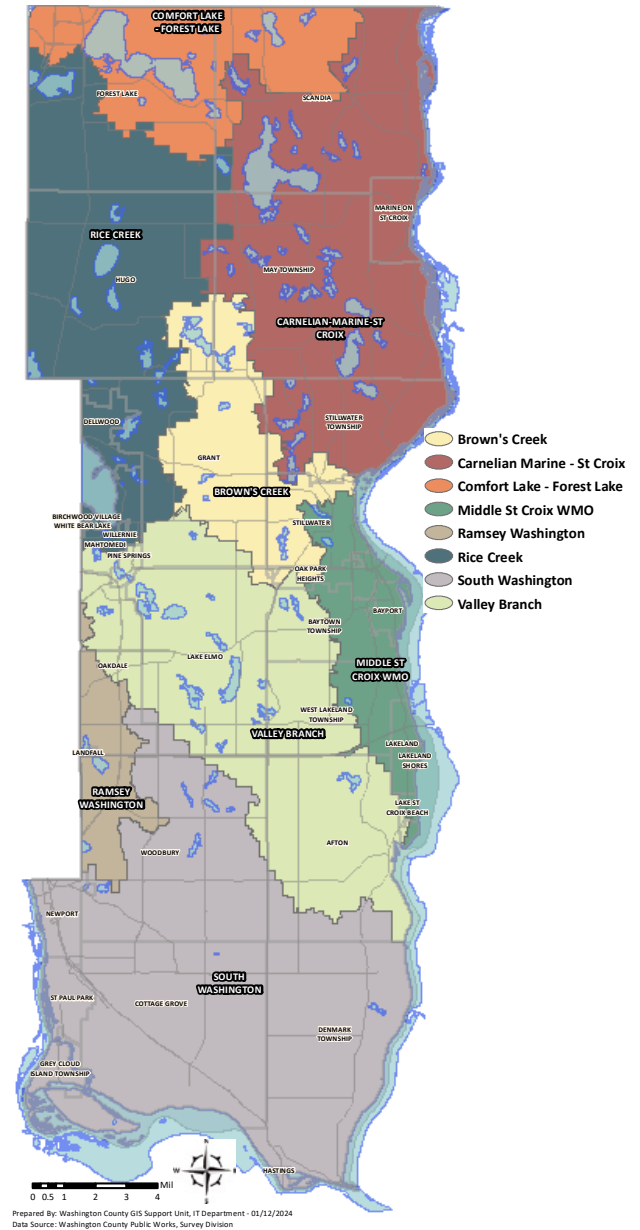 COMFORT LAKE
- FOREST LAKE
FOREST LAKE
SCANDIA
MARINE ON
ST CROIX
RICE CREEK
MAY TOWNSHIP
HUGO
CARNELIAN-MARINE-ST
CROIX
DELLWOOD
STILLWATER
TOWNSHIP
GRANT
BROWN'S CREEK
BIRCHWOOD VILLAGE
WHITE BEAR LAKE
WILLERNIE
MAHTOMEDI
PINE SPRINGS
STILLWATER
OAK PARK
HEIGHTS
BAYPORT
BAYTOWN
TOWNSHIP
LAKE ELMO
OAKDALE
MIDDLE ST
CROIX WMO
WEST LAKELAND
TOWNSHIP
VALLEY BRANCH
LAKELAND
LAKELAND
SHORES
LANDFALL
RAMSEY
WASHINGTON
LAKE ST
CROIX BEACH
AFTON
WOODBURY
NEWPORT
SOUTH
WASHINGTON
ST PAUL PARK
COTTAGE GROVE
DENMARK
TOWNSHIP
GREY CLOUD
ISLAND TOWNSHIP
HASTINGS
Brown's Creek
Carnelian Marine - St Croix
Comfort Lake - Forest Lake
Middle St Croix WMO
Ramsey Washington
Rice Creek
South Washington
Valley Branch
N
W E
S
Mil
0 0.5 1 2 3 4
Prepared By: Washington County GIS Support Unit, IT Department - 01/12/2024
Data Source: Washington County Public Works, Survey Division